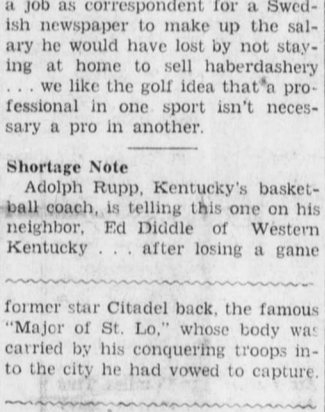 a job as correspondent for a Swed-
ish newspaper to make up the sal-
ary he would have lost by not stay-
ing at home to sell haberdashery
. . . we like the golf idea that a pro-
fessional in one sport isn't neces-
sary a pro in another.
Shortage Note
Adolph Rupp, Kentucky's basket-
ball coach, is telling this one on his
neighbor, Ed Diddle of Western
Kentucky . . . after losing a game
former star Citadel back, the famous
"Major of St. Lo," whose body was
carried by his conquering troops in-
to the city he had vowed to capture.